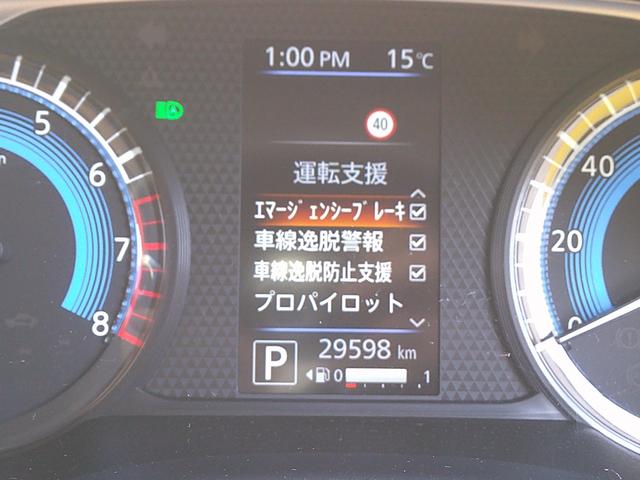 1:00 PM 15℃
40
運転支援
エマージェンシーブレーキ
車線逸脱警報
車線逸脱防止支援
プロパイロット
P 29598 km
0 1
5
6
7
8
40
20
0